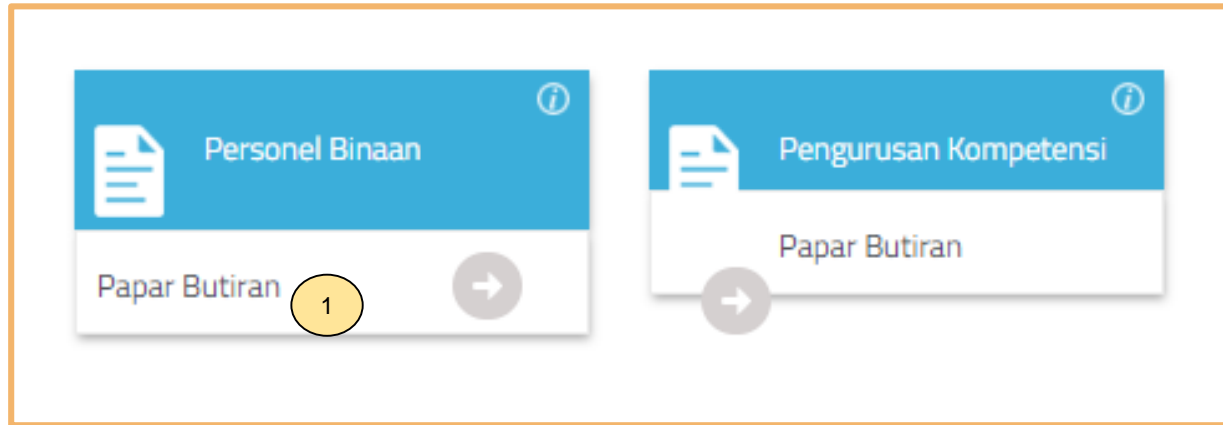 Personel Binaan
Papar Butiran
1
Pengurusan Kompetensi
Papar Butiran